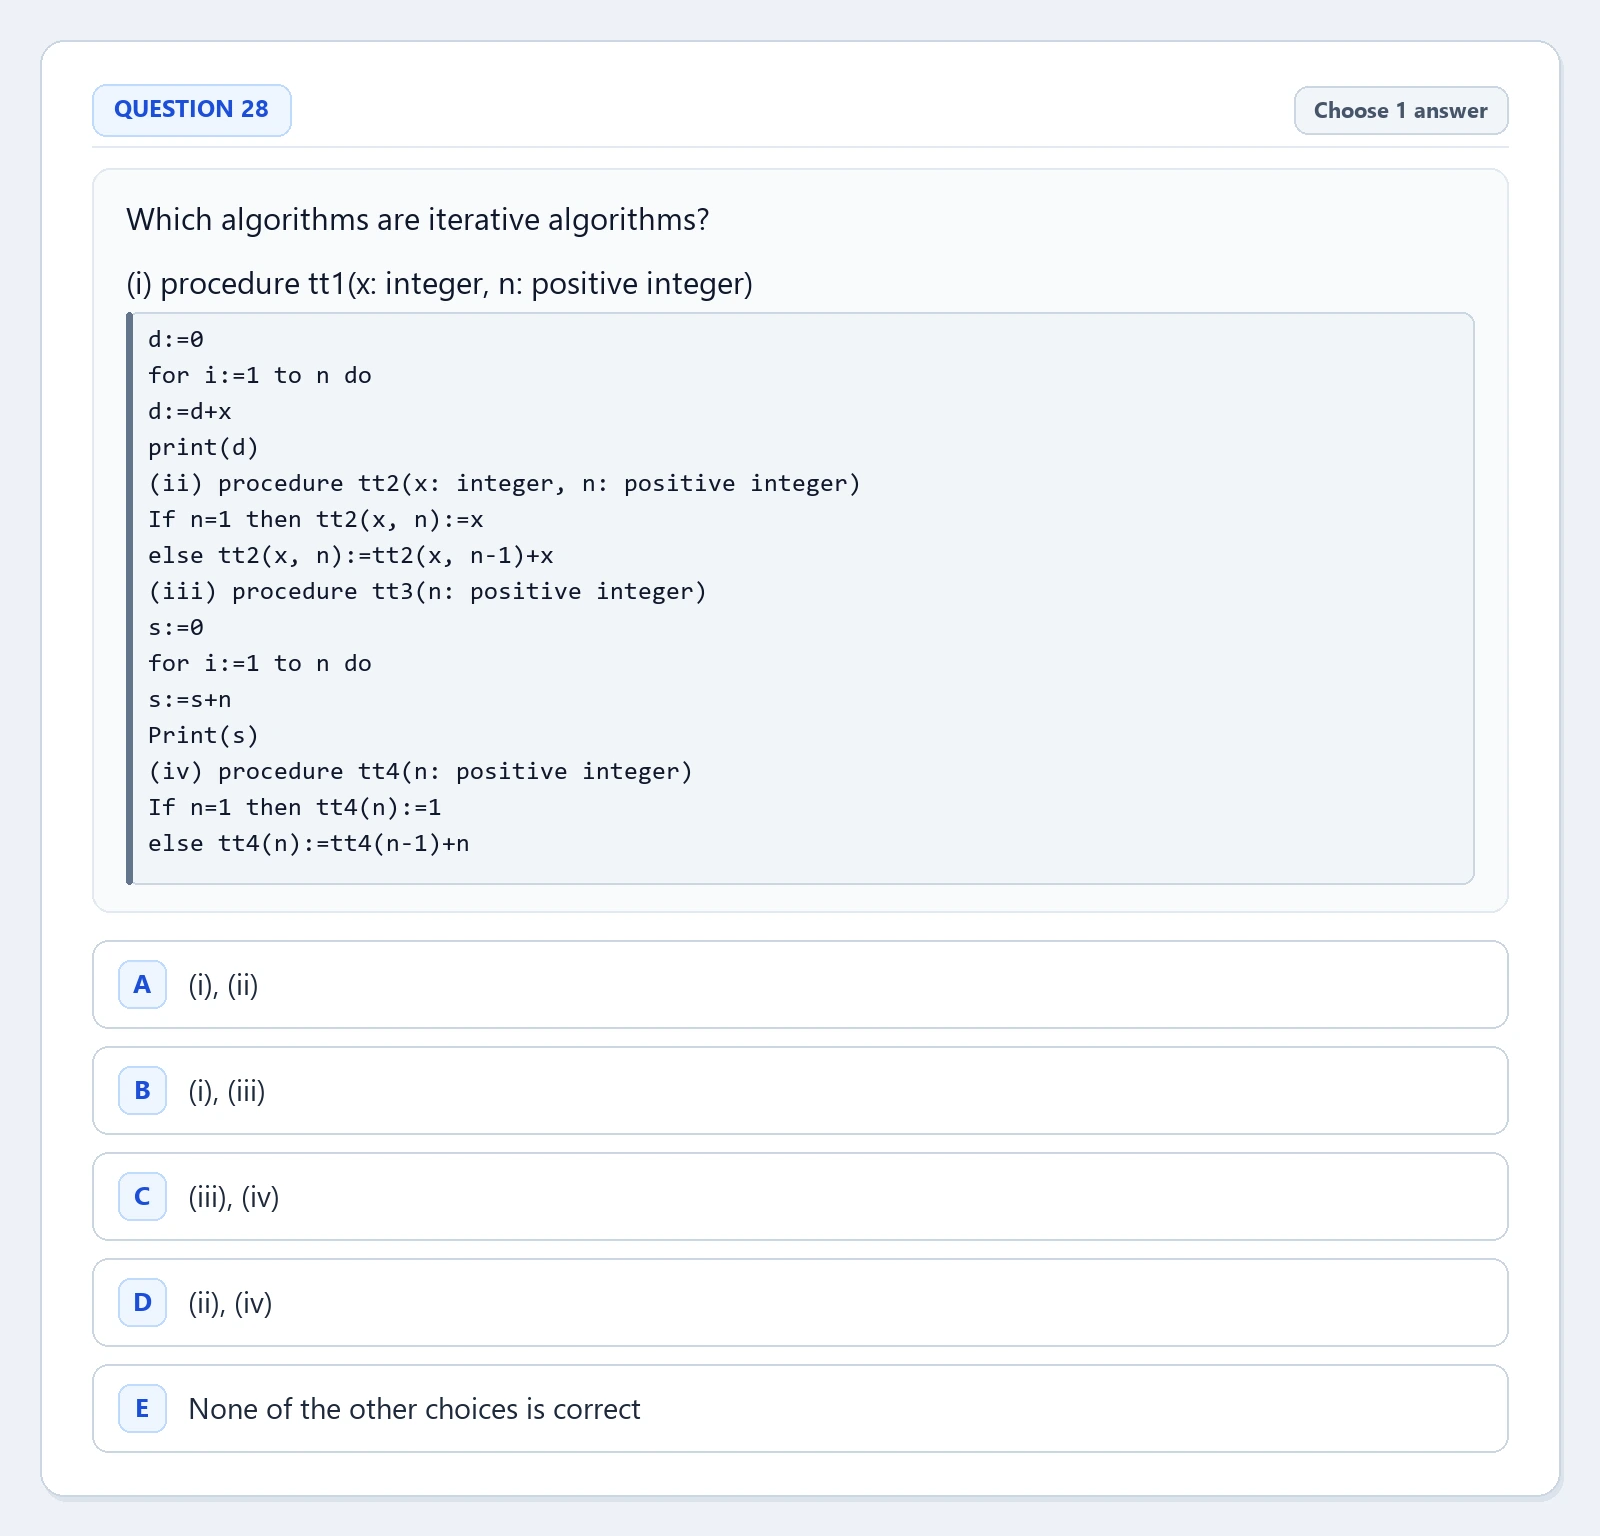 QUESTION 28
Choose 1 answer
Which algorithms are iterative algorithms?
(i) procedure tt1(x: integer, n: positive integer)
d:=0
for i:=1 to n do
d:=d+x
print(d)
(ii) procedure tt2(x: integer, n: positive integer)
If n=1 then tt2(x, n):=x
else tt2(x, n):=tt2(x, n-1)+x
(iii) procedure tt3(n: positive integer)
s:=0
for i:=1 to n do
s:=s+n
Print(s)
(iv) procedure tt4(n: positive integer)
If n=1 then tt4(n):=1
else tt4(n):=tt4(n-1)+n
A (i), (ii)
B (i), (iii)
C (iii), (iv)
D (ii), (iv)
E None of the other choices is correct